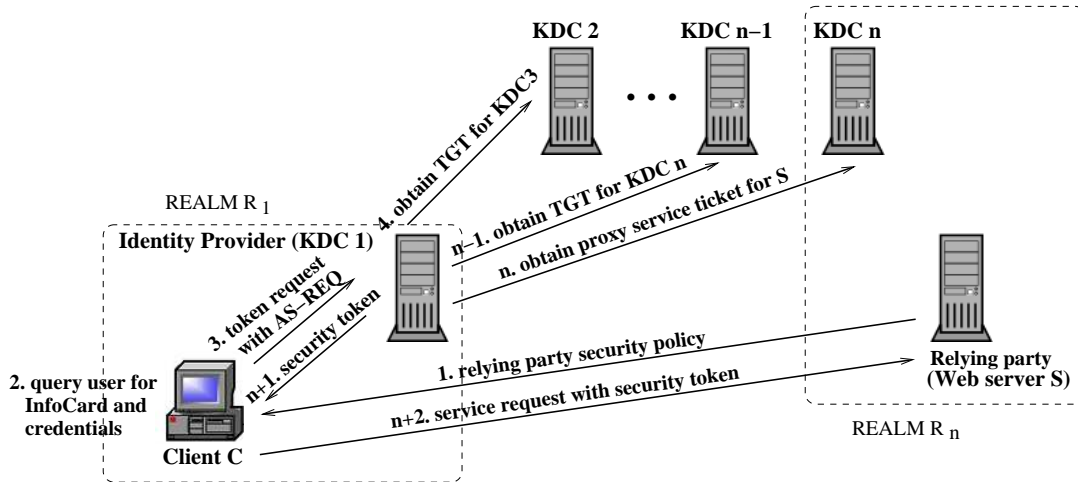 KDC 2
KDC n−1
KDC n
4. obtain TGT for KDC3
n−1. obtain TGT for KDC n
n. obtain proxy service ticket for S
REALM R 1
Identity Provider (KDC 1)
3. token request
with AS−REQ
n+1. security token
1. relying party security policy
n+2. service request with security token
2. query user for
InfoCard and
credentials
Client C
Relying party
(Web server S)
REALM R n